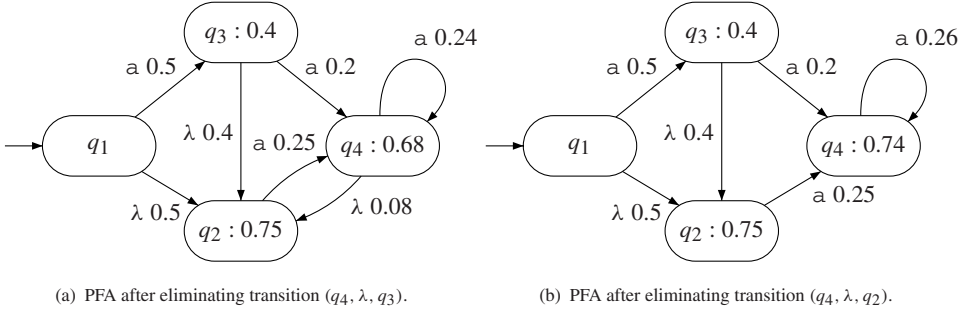 q3 : 0.4
a 0.24
a 0.5
a 0.2
λ 0.4
a 0.25
q1
q4 : 0.68
λ 0.5
λ 0.08
q2 : 0.75
(a) PFA after eliminating transition (q4, λ, q3).
q3 : 0.4
a 0.26
a 0.5
a 0.2
λ 0.4
q1
q4 : 0.74
λ 0.5
a 0.25
q2 : 0.75
(b) PFA after eliminating transition (q4, λ, q2).